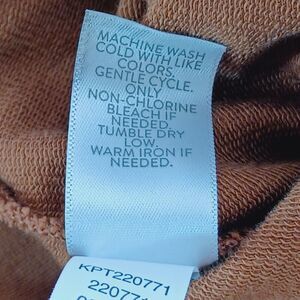 MACHINE WASH
COLD WITH LIKE
COLORS.
GENTLE CYCLE.
ONLY
NON-CHLORINE
BLEACH IF
NEEDED.
TUMBLE DRY
LOW.
WARM IRON IF
NEEDED.
KPT220771